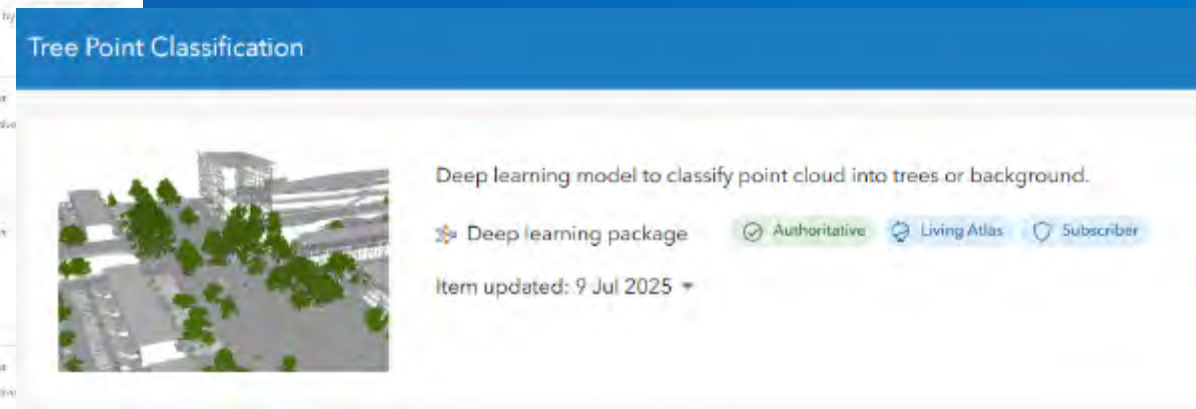 by
Tree Point Classification
Deep learning model to classify point cloud into trees or background.
Deep learning package Authoritative Living Atlas Subscriber
Item updated: 9 Jul 2025